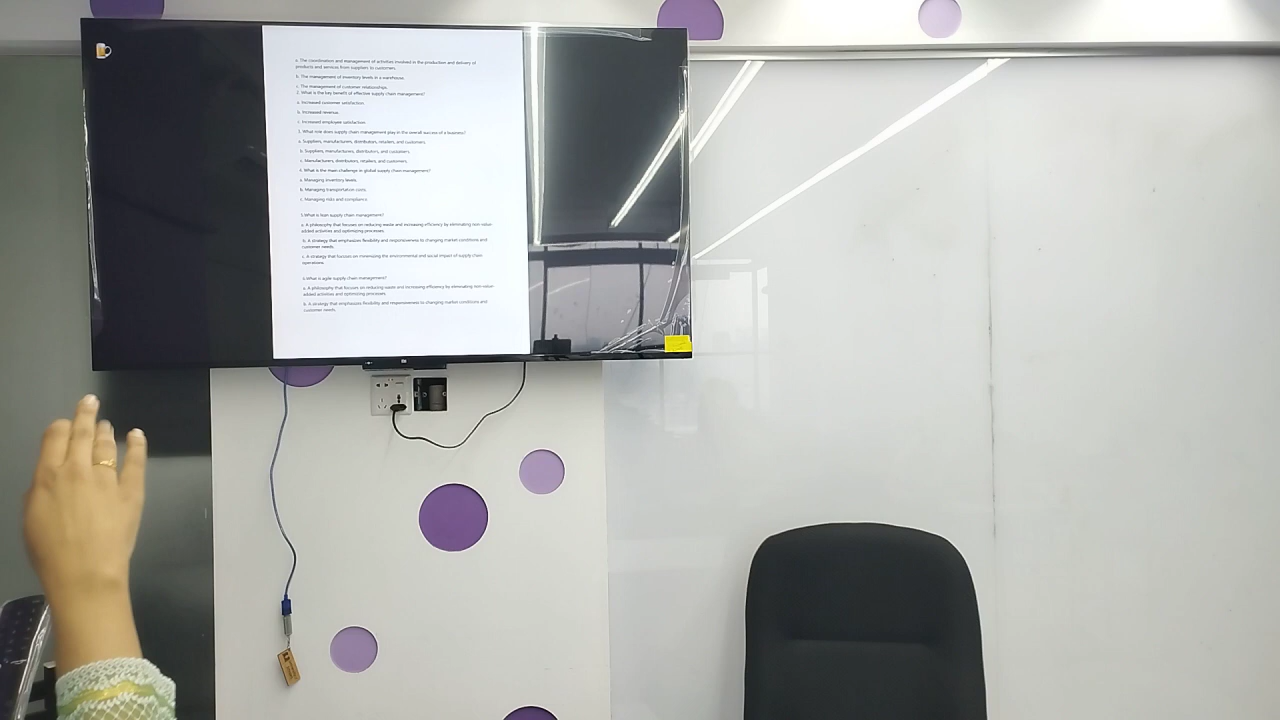 a. The coordination and management of activities involved in the production and delivery of
products and services from suppliers to customers.
b. The management of inventory levels in a warehouse.
c. The management of customer relationships.
2. What is the key benefit of effective supply chain management?
a. Increased customer satisfaction.
b. Increased revenue.
c. Increased employee satisfaction.
3. What role does supply chain management play in the overall success of a business?
a. Suppliers, manufacturers, distributors, retailers, and customers.
b. Suppliers, manufacturers, distributors, and customers.
c. Manufacturers, distributors, retailers, and customers.
4. What is the main challenge in global supply chain management?
a. Managing inventory levels.
b. Managing transportation costs.
c. Managing risks and compliance.
5.What is lean supply chain management?
a. A philosophy that focuses on reducing waste and increasing efficiency by eliminating non-value-
added activities and optimizing processes.
b. A strategy that emphasizes flexibility and responsiveness to changing market conditions and
customer needs.
c. A strategy that focuses on minimizing the environmental and social impact of supply chain
operations.
6.What is agile supply chain management?
a. A philosophy that focuses on reducing waste and increasing efficiency by eliminating non-value-
added activities and optimizing processes.
b. A strategy that emphasizes flexibility and responsiveness to changing market conditions and
customer needs.